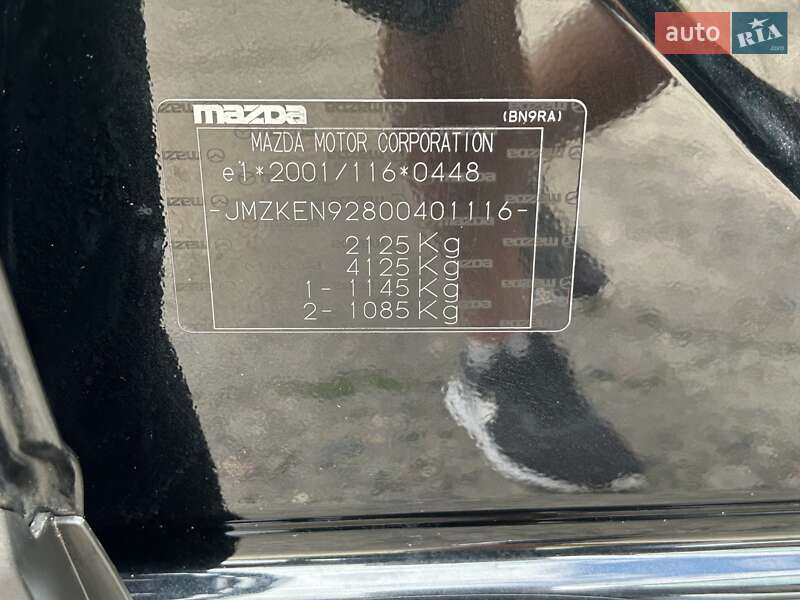 auto RIA
.com
mazda (BN9RA)
MAZDA MOTOR CORPORATION
e1*2001/116*0448
-JMZKEN92800401116-
2125 Kg
4125 Kg
1- 1145 Kg
2- 1085 Kg